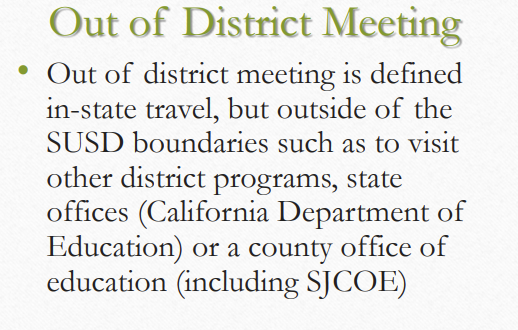 Out of District Meeting
• Out of district meeting is defined
in-state travel, but outside of the
SUSD boundaries such as to visit
other district programs, state
offices (California Department of
Education) or a county office of
education (including SJCOE)